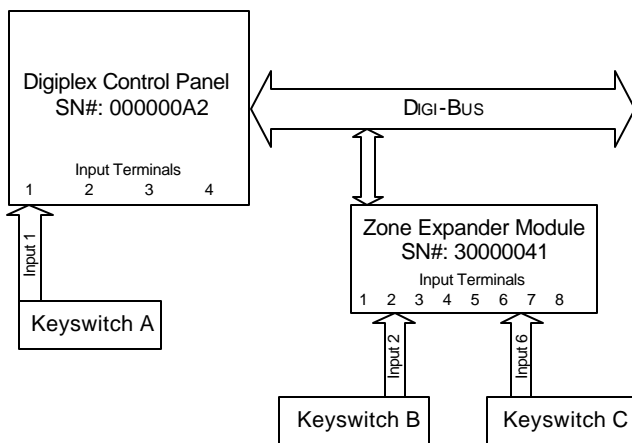 Digiplex Control Panel
SN#: 000000A2
DIGI-BUS
Input Terminals
1 2 3 4
Input 1
Keyswitch A
Zone Expander Module
SN#: 30000041
Input Terminals
1 2 3 4 5 6 7 8
Input 2
Input 6
Keyswitch B
Keyswitch C